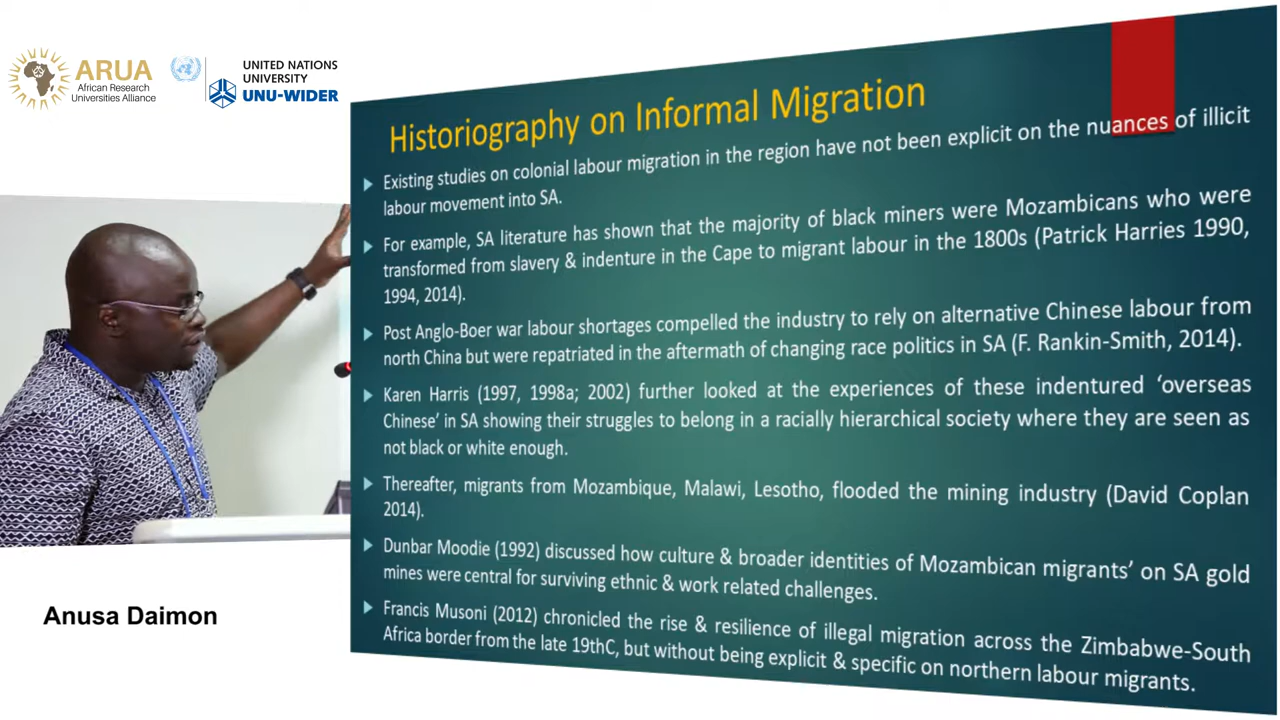 ARUA
African Research
Universities Alliance
UNITED NATIONS
UNIVERSITY
UNU-WIDER
Historiography on Informal Migration
Existing studies on colonial labour migration in the region have not been explicit on the nuances of illicit
labour movement into SA.
For example, SA literature has shown that the majority of black miners were Mozambicans who were
transformed from slavery & indenture in the Cape to migrant labour in the 1800s (Patrick Harries 1990,
1994, 2014).
Post Anglo-Boer war labour shortages compelled the industry to rely on alternative Chinese labour from
north China but were repatriated in the aftermath of changing race politics in SA (F. Rankin-Smith, 2014).
Karen Harris (1997, 1998a; 2002) further looked at the experiences of these indentured ‘overseas
Chinese’ in SA showing their struggles to belong in a racially hierarchical society where they are seen as
not black or white enough.
Thereafter, migrants from Mozambique, Malawi, Lesotho, flooded the mining industry (David Coplan
2014).
Dunbar Moodie (1992) discussed how culture & broader identities of Mozambican migrants’ on SA gold
mines were central for surviving ethnic & work related challenges.
Francis Musoni (2012) chronicled the rise & resilience of illegal migration across the Zimbabwe-South
Africa border from the late 19thC, but without being explicit & specific on northern labour migrants.
Anusa Daimon